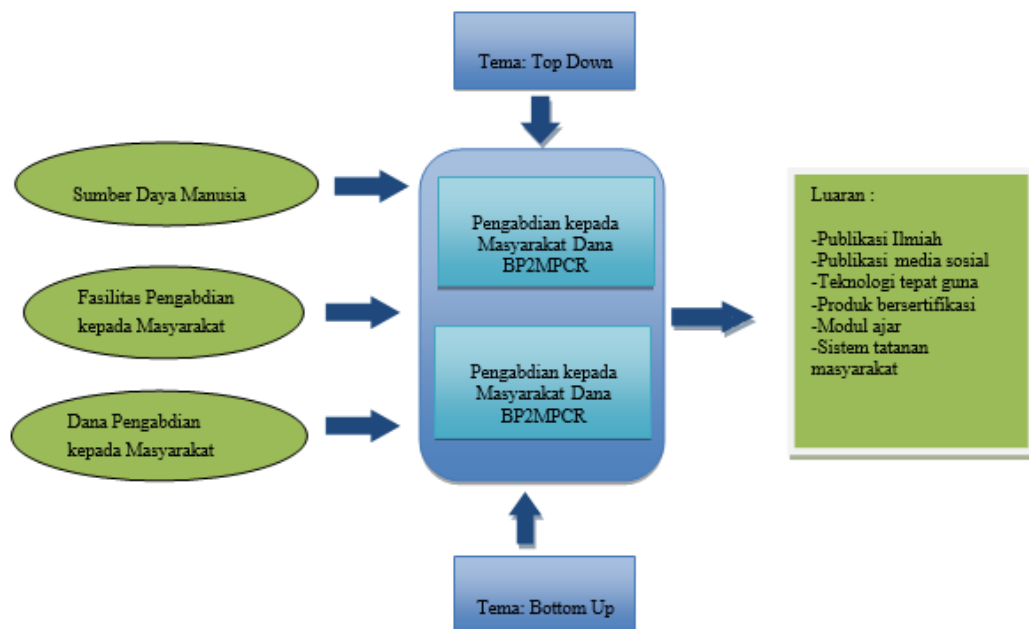 Tema: Top Down
Sumber Daya Manusia
Fasilitas Pengabdian
kepada Masyarakat
Dana Pengabdian
kepada Masyarakat
Pengabdian kepada
Masyarakat Dana
BP2MPCR
Pengabdian kepada
Masyarakat Dana
BP2MPCR
Luaran :
-Publikasi Ilmiah
-Publikasi media sosial
-Teknologi tepat guna
-Produk bersertifikasi
-Modul ajar
-Sistem tatanan
masyarakat
Tema: Bottom Up